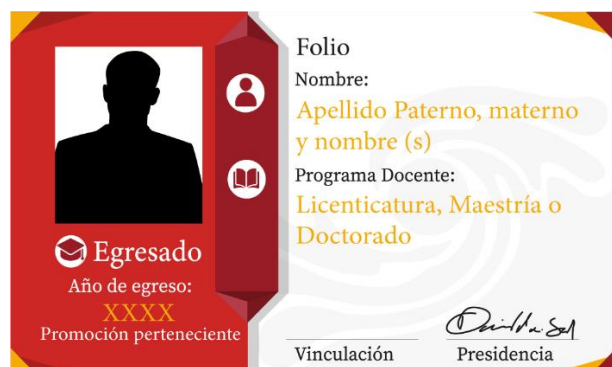 Egresado
Año de egreso:
XXXX
Promoción perteneciente
Folio
Nombre:
Apellido Paterno, materno
y nombre (s)
Programa Docente:
Licenticatura, Maestría o
Doctorado
Vinculación
Presidencia